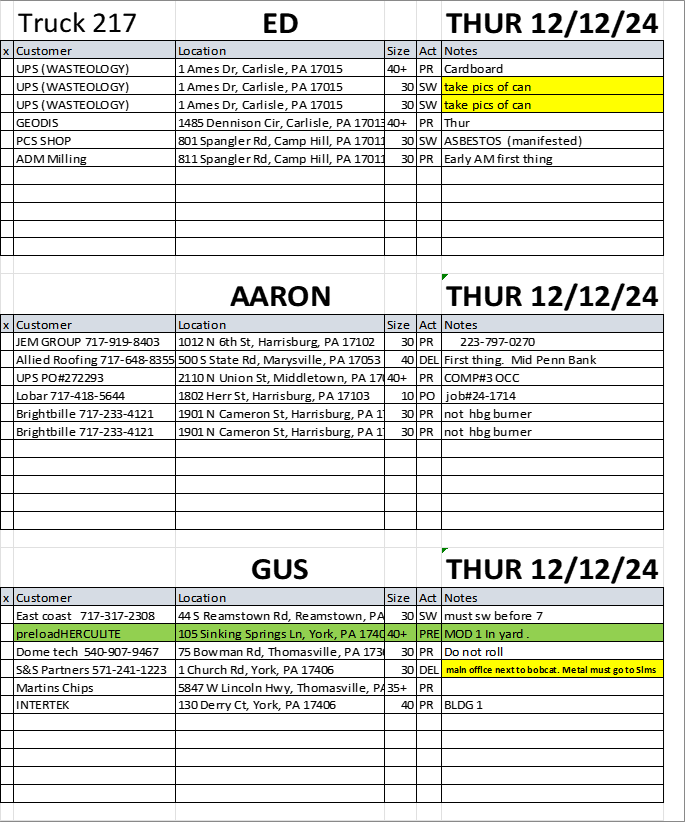 Truck 217 ED THUR 12/12/24
x Customer Location Size Act Notes
UPS (WASTEOLOGY) 1 Ames Dr, Carlisle, PA 17015 40+ PR Cardboard
UPS (WASTEOLOGY) 1 Ames Dr, Carlisle, PA 17015 30 SW take pics of can
UPS (WASTEOLOGY) 1 Ames Dr, Carlisle, PA 17015 30 SW take pics of can
GEODIS 1485 Dennison Cir, Carlisle, PA 17013 40+ PR Thur
PCS SHOP 801 Spangler Rd, Camp Hill, PA 17011 30 SW ASBESTOS (manifested)
ADM Milling 811 Spangler Rd, Camp Hill, PA 17011 30 PR Early AM first thing
AARON THUR 12/12/24
x Customer Location Size Act Notes
JEM GROUP 717-919-8403 1012 N 6th St, Harrisburg, PA 17102 30 PR 223-797-0270
Allied Roofing 717-648-8355 500 S State Rd, Marysville, PA 17053 40 DEL First thing. Mid Penn Bank
UPS PO#272293 2110 N Union St, Middletown, PA 170 40+ PR COMP#3 OCC
Lobar 717-418-5644 1802 Herr St, Harrisburg, PA 17103 10 PO job#24-1714
Brightbille 717-233-4121 1901 N Cameron St, Harrisburg, PA 17 30 PR not hbg burner
Brightbille 717-233-4121 1901 N Cameron St, Harrisburg, PA 17 30 PR not hbg burner
GUS THUR 12/12/24
x Customer Location Size Act Notes
East coast 717-317-2308 44 S Reamstown Rd, Reamstown, PA 30 SW must sw before 7
preloadHERCULITE 105 Sinking Springs Ln, York, PA 1740 40+ PRE MOD 1 In yard .
Dome tech 540-907-9467 75 Bowman Rd, Thomasville, PA 1736 30 PR Do not roll
S&S Partners 571-241-1223 1 Church Rd, York, PA 17406 30 DEL main office next to bobcat. Metal must go to Slms
Martins Chips 5847 W Lincoln Hwy, Thomasville, PA 35+ PR
INTERTEK 130 Derry Ct, York, PA 17406 40 PR BLDG 1